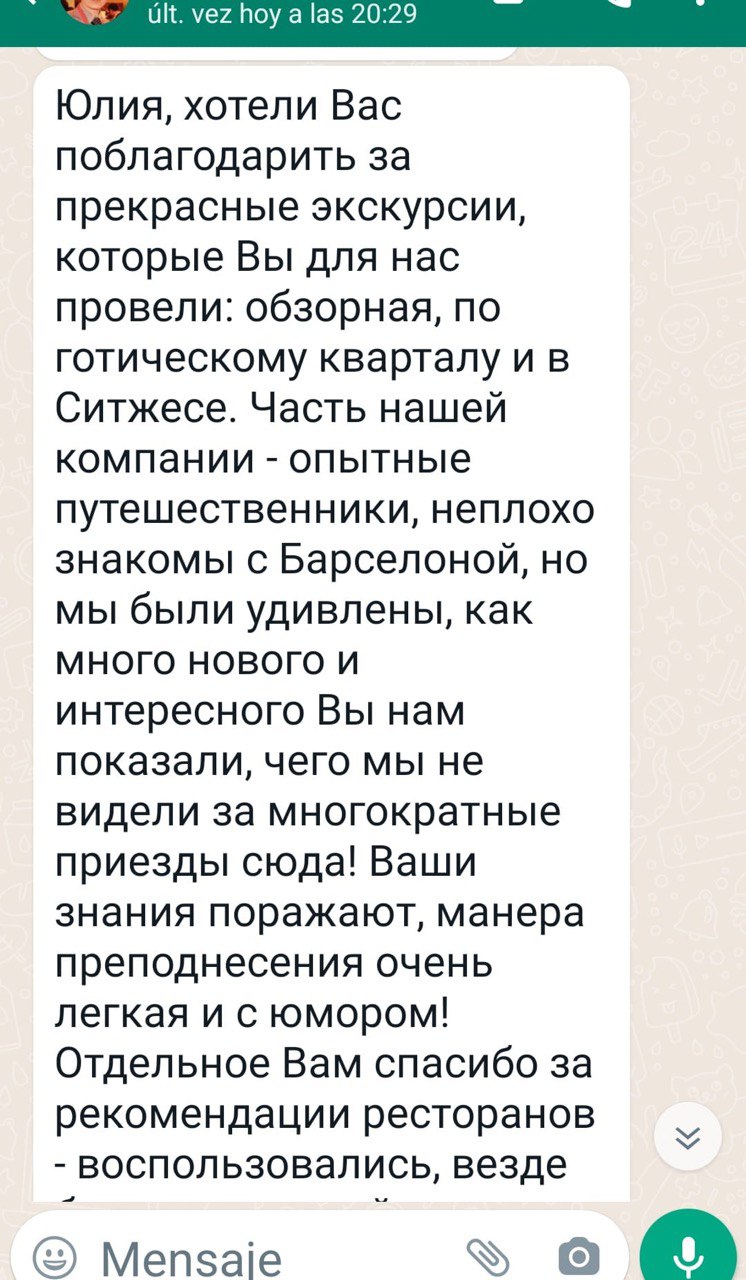 últ. vez hoy a las 20:29
Юлия, хотели Вас
поблагодарить за
прекрасные экскурсии,
которые Вы для нас
провели: обзорная, по
готическому кварталу и в
Ситжесе. Часть нашей
компании - опытные
путешественники, неплохо
знакомы с Барселоной, но
мы были удивлены, как
много нового и
интересного Вы нам
показали, чего мы не
видели за многократные
приезды сюда! Ваши
знания поражают, манера
преподнесения очень
легкая и с юмором!
Отдельное Вам спасибо за
рекомендации ресторанов
- воспользовались, везде
Mensaje